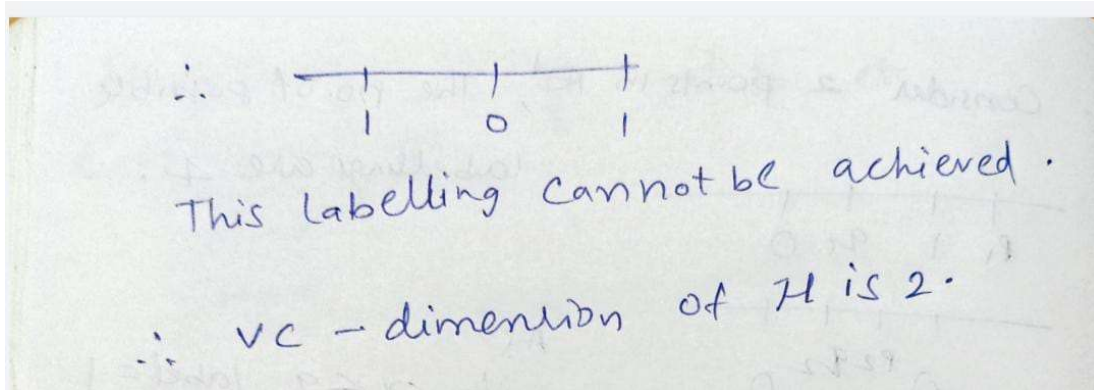 ∴
1 0 1
This labelling cannot be achieved.
∴ VC - dimension of H is 2.